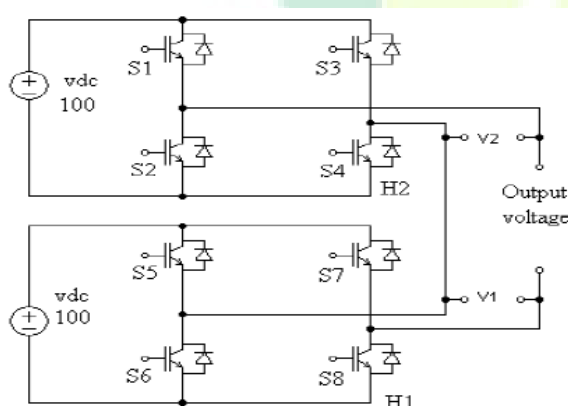 S1
S3
vdc
100
S2
S4
H2
V2
Output
voltage
S5
S7
vdc
100
V1
S6
S8
H1